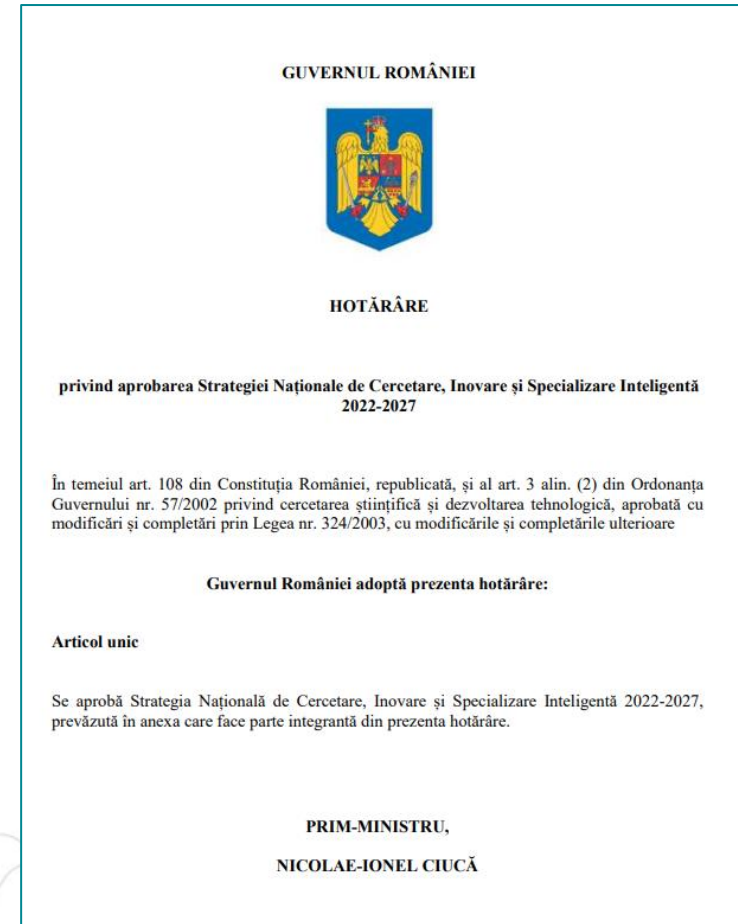 GUVERNUL ROMÂNIEI
HOTĂRÂRE
privind aprobarea Strategiei Naționale de Cercetare, Inovare și Specializare Inteligentă
2022-2027
În temeiul art. 108 din Constituția României, republicată, și al art. 3 alin. (2) din Ordonanța
Guvernului nr. 57/2002 privind cercetarea științifică și dezvoltarea tehnologică, aprobată cu
modificări și completări prin Legea nr. 324/2003, cu modificările și completările ulterioare
Guvernul României adoptă prezenta hotărâre:
Articol unic
Se aprobă Strategia Națională de Cercetare, Inovare și Specializare Inteligentă 2022-2027,
prevăzută în anexa care face parte integrantă din prezenta hotărâre.
PRIM-MINISTRU,
NICOLAE-IONEL CIUCĂ